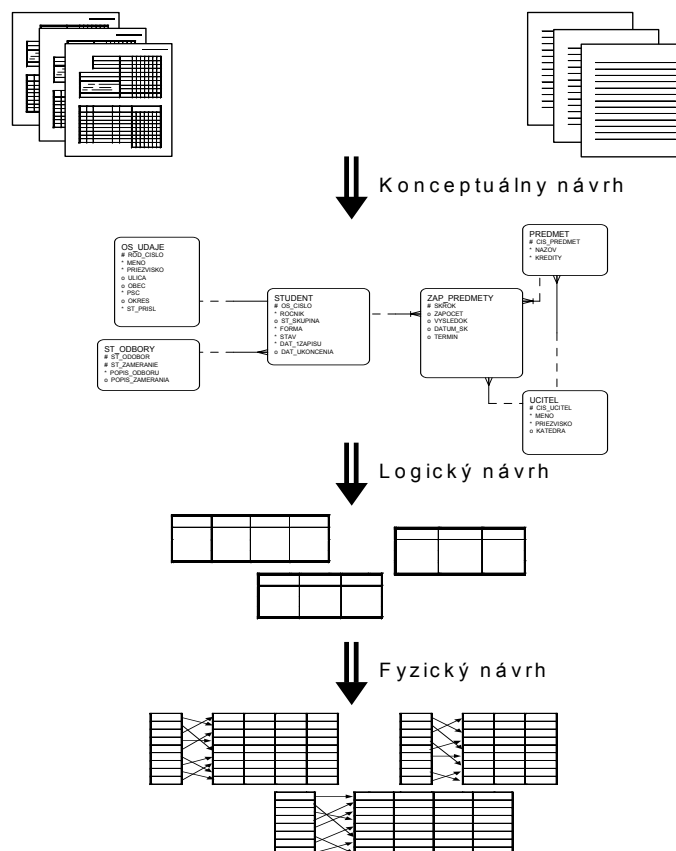 Konceptuálny návrh
OS_UDAJE
# ROD_CISLO
* MENO
* PRIEZVISKO
o ULICA
o OBEC
* PSC
o OKRES
* ST_PRISL
ST_ODBORY
# ST_ODOBOR
# ST_ZAMERANIE
* POPIS_ODBORU
o POPIS_ZAMERANIA
STUDENT
# OS_CISLO
* ROCNIK
o ST_SKUPINA
* FORMA
* STAV
* DAT_1ZAPISU
o DAT_UKONCENIA
ZAP_PREDMETY
# SKROK
o ZAPOCET
o VYSLEDOK
o DATUM_SK
o TERMIN
PREDMET
# CIS_PREDMET
* NAZOV
* KREDITY
UCITEL
# CIS_UCITEL
* MENO
* PRIEZVISKO
o KATEDRA
Logický návrh
Fyzický návrh